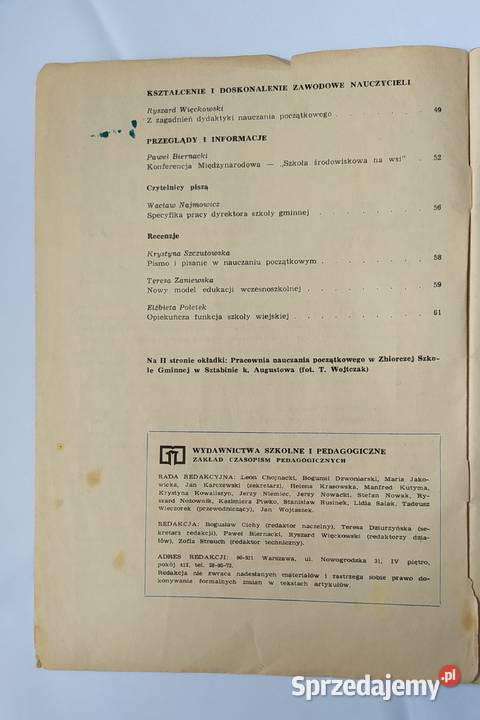 KSZTAŁCENIE I DOSKONALENIE ZAWODOWE NAUCZYCIELI
Ryszard Więckowski
Z zagadnień dydaktyki nauczania początkowego . . . . . 49
PRZEGLĄDY I INFORMACJE
Paweł Biernacki
Konferencja Międzynarodowa — „Szkoła środowiskowa na wsi” . 52
Czytelnicy piszą
Wacław Najmowicz
Specyfika pracy dyrektora szkoły gminnej . . . . . . 56
Recenzje
Krystyna Szczutowska
Pismo i pisanie w nauczaniu początkowym . . . . . . 58
Teresa Zaniewska
Nowy model edukacji wczesnoszkolnej . . . . . . . 59
Elżbieta Poletek
Opiekuńcza funkcja szkoły wiejskiej . . . . . . . 61
Na II stronie okładki: Pracownia nauczania początkowego w Zbiorczej Szko-
le Gminnej w Sztabinie k. Augustowa (fot. T. Wojtczak)
WYDAWNICTWA SZKOLNE I PEDAGOGICZNE
ZAKŁAD CZASOPISM PEDAGOGICZNYCH
RADA REDAKCYJNA: Leon Chojnacki, Bogumił Dzwoniarski, Maria Jako-
wicka, Jan Karczewski (sekretarz), Helena Krasowska, Manfred Kutyma,
Krystyna Kowaliszyn, Jerzy Niemiec, Jerzy Nowacki, Stefan Nowak, Ry-
szard Nożownik, Kazimiera Piwko, Stanisław Rusinek, Lidia Salak, Tadeusz
Wieczorek (przewodniczący), Jan Wojtaszek.
REDAKCJA: Bogusław Cichy (redaktor naczelny), Teresa Dziurzyńska (se-
kretarz redakcji), Paweł Biernacki, Ryszard Więckowski (redaktorzy dzia-
łów), Zofia Strauch (redaktor techniczny).
ADRES REDAKCJI: 00-921 Warszawa, ul. Nowogrodzka 31, IV piętro,
pokój 413, tel. 28-90-72.
Redakcja nie zwraca nadesłanych materiałów i zastrzega sobie prawo do-
konywania formalnych zmian w tekstach artykułów.
Sprzedajemy.pl